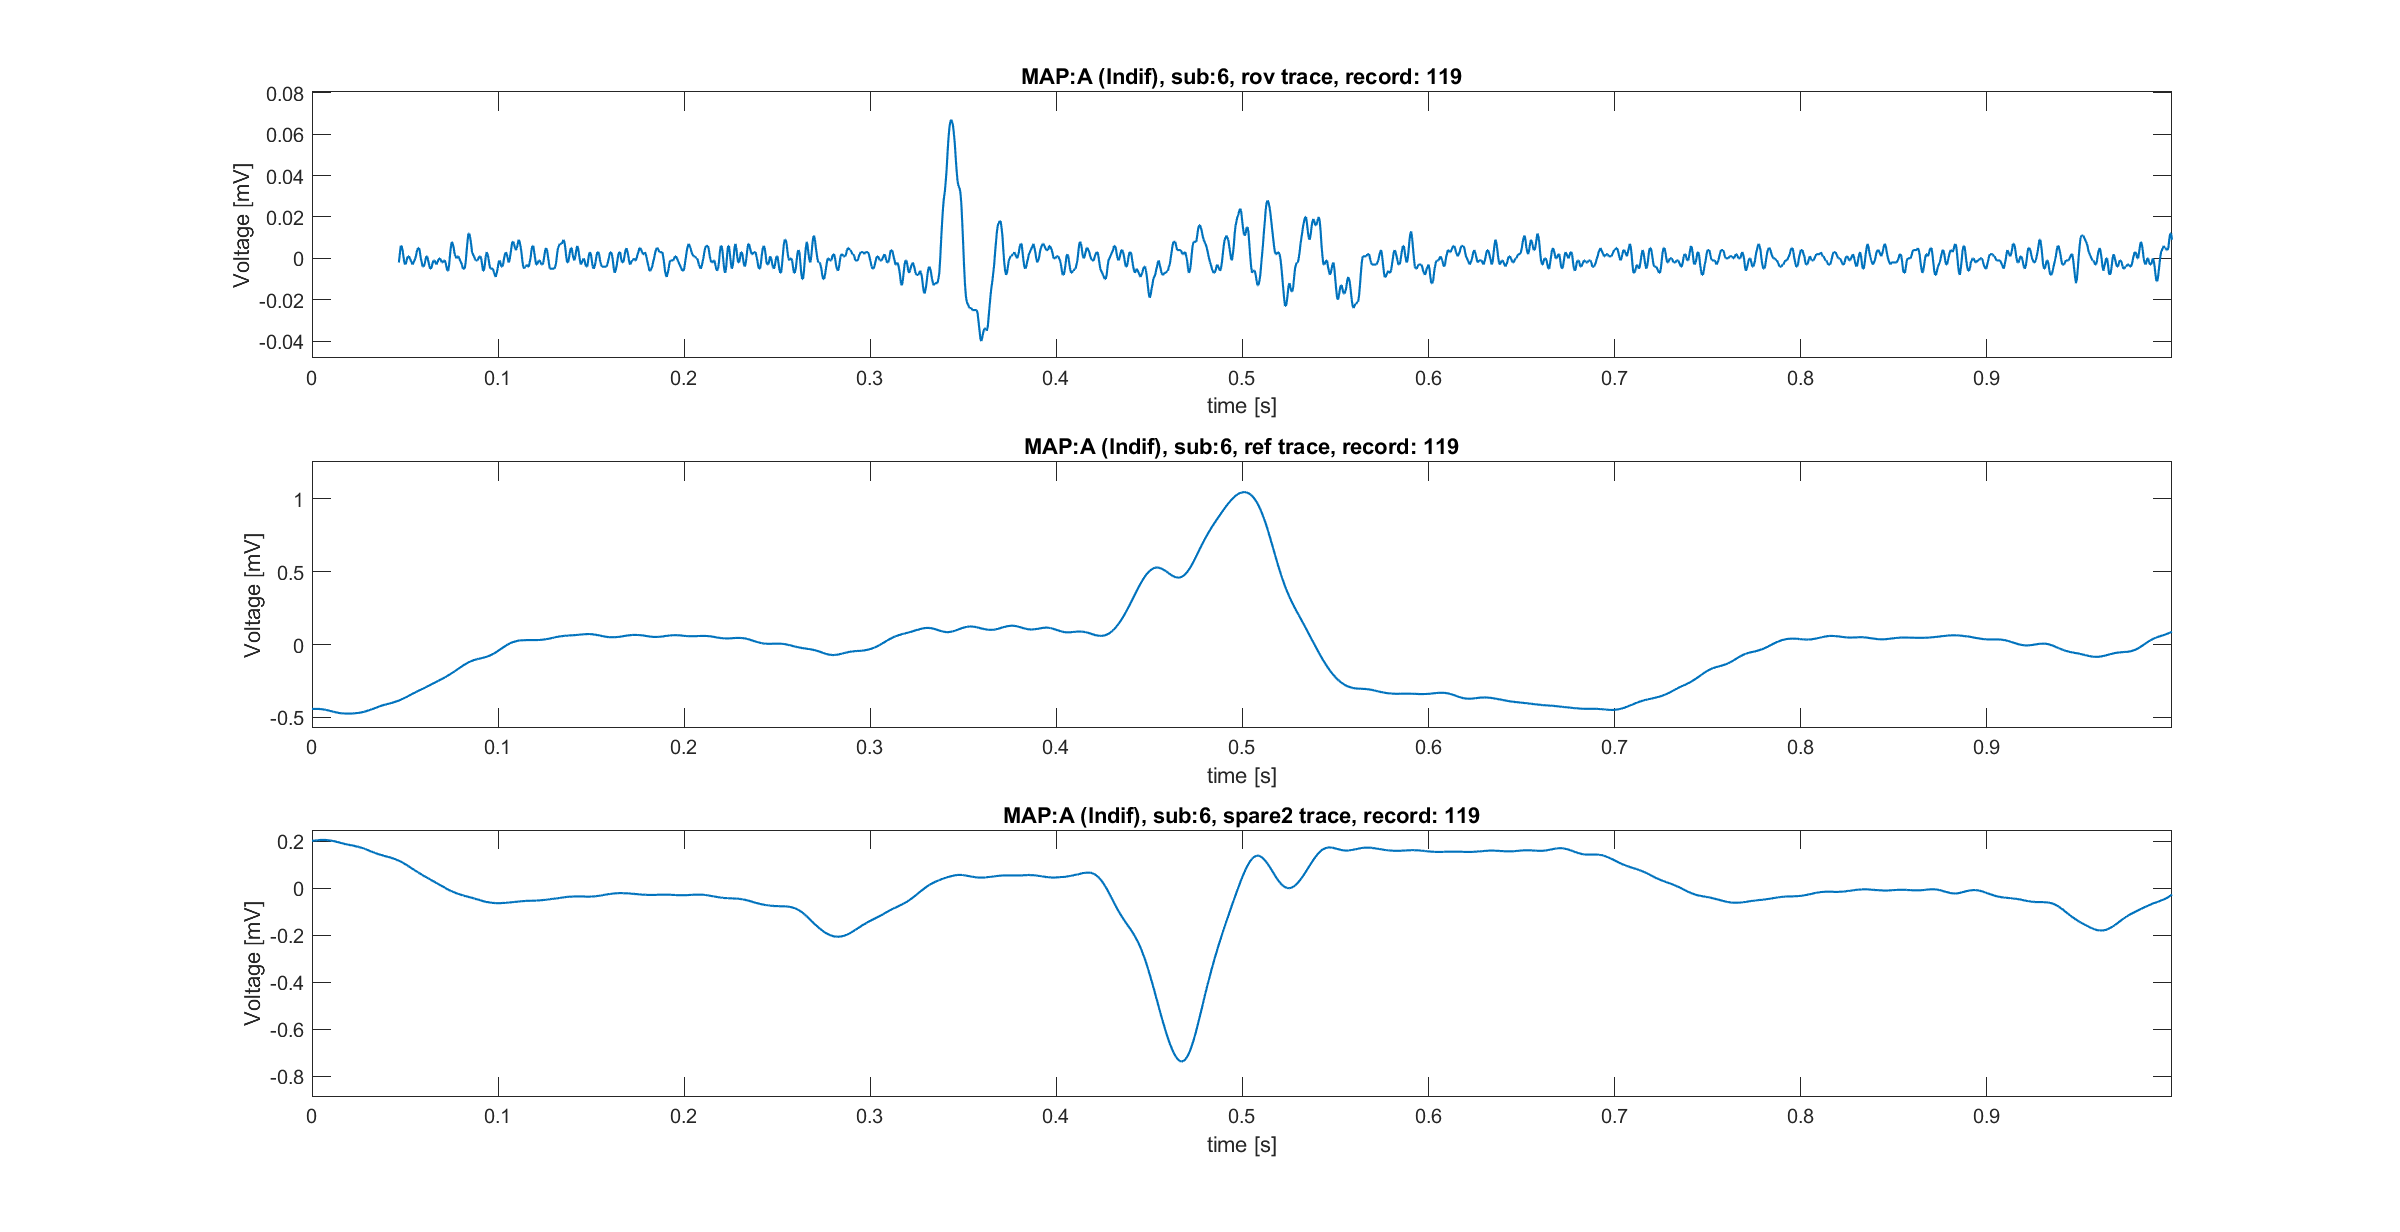 MAP:A (Indif), sub:6, rov trace, record: 119
0.08
0.06
0.04
0.02
0
-0.02
-0.04
Voltage [mV]
0 0.1 0.2 0.3 0.4 0.5 0.6 0.7 0.8 0.9
time [s]
MAP:A (Indif), sub:6, ref trace, record: 119
1
0.5
0
-0.5
Voltage [mV]
0 0.1 0.2 0.3 0.4 0.5 0.6 0.7 0.8 0.9
time [s]
MAP:A (Indif), sub:6, spare2 trace, record: 119
0.2
0
-0.2
-0.4
-0.6
-0.8
Voltage [mV]
0 0.1 0.2 0.3 0.4 0.5 0.6 0.7 0.8 0.9
time [s]